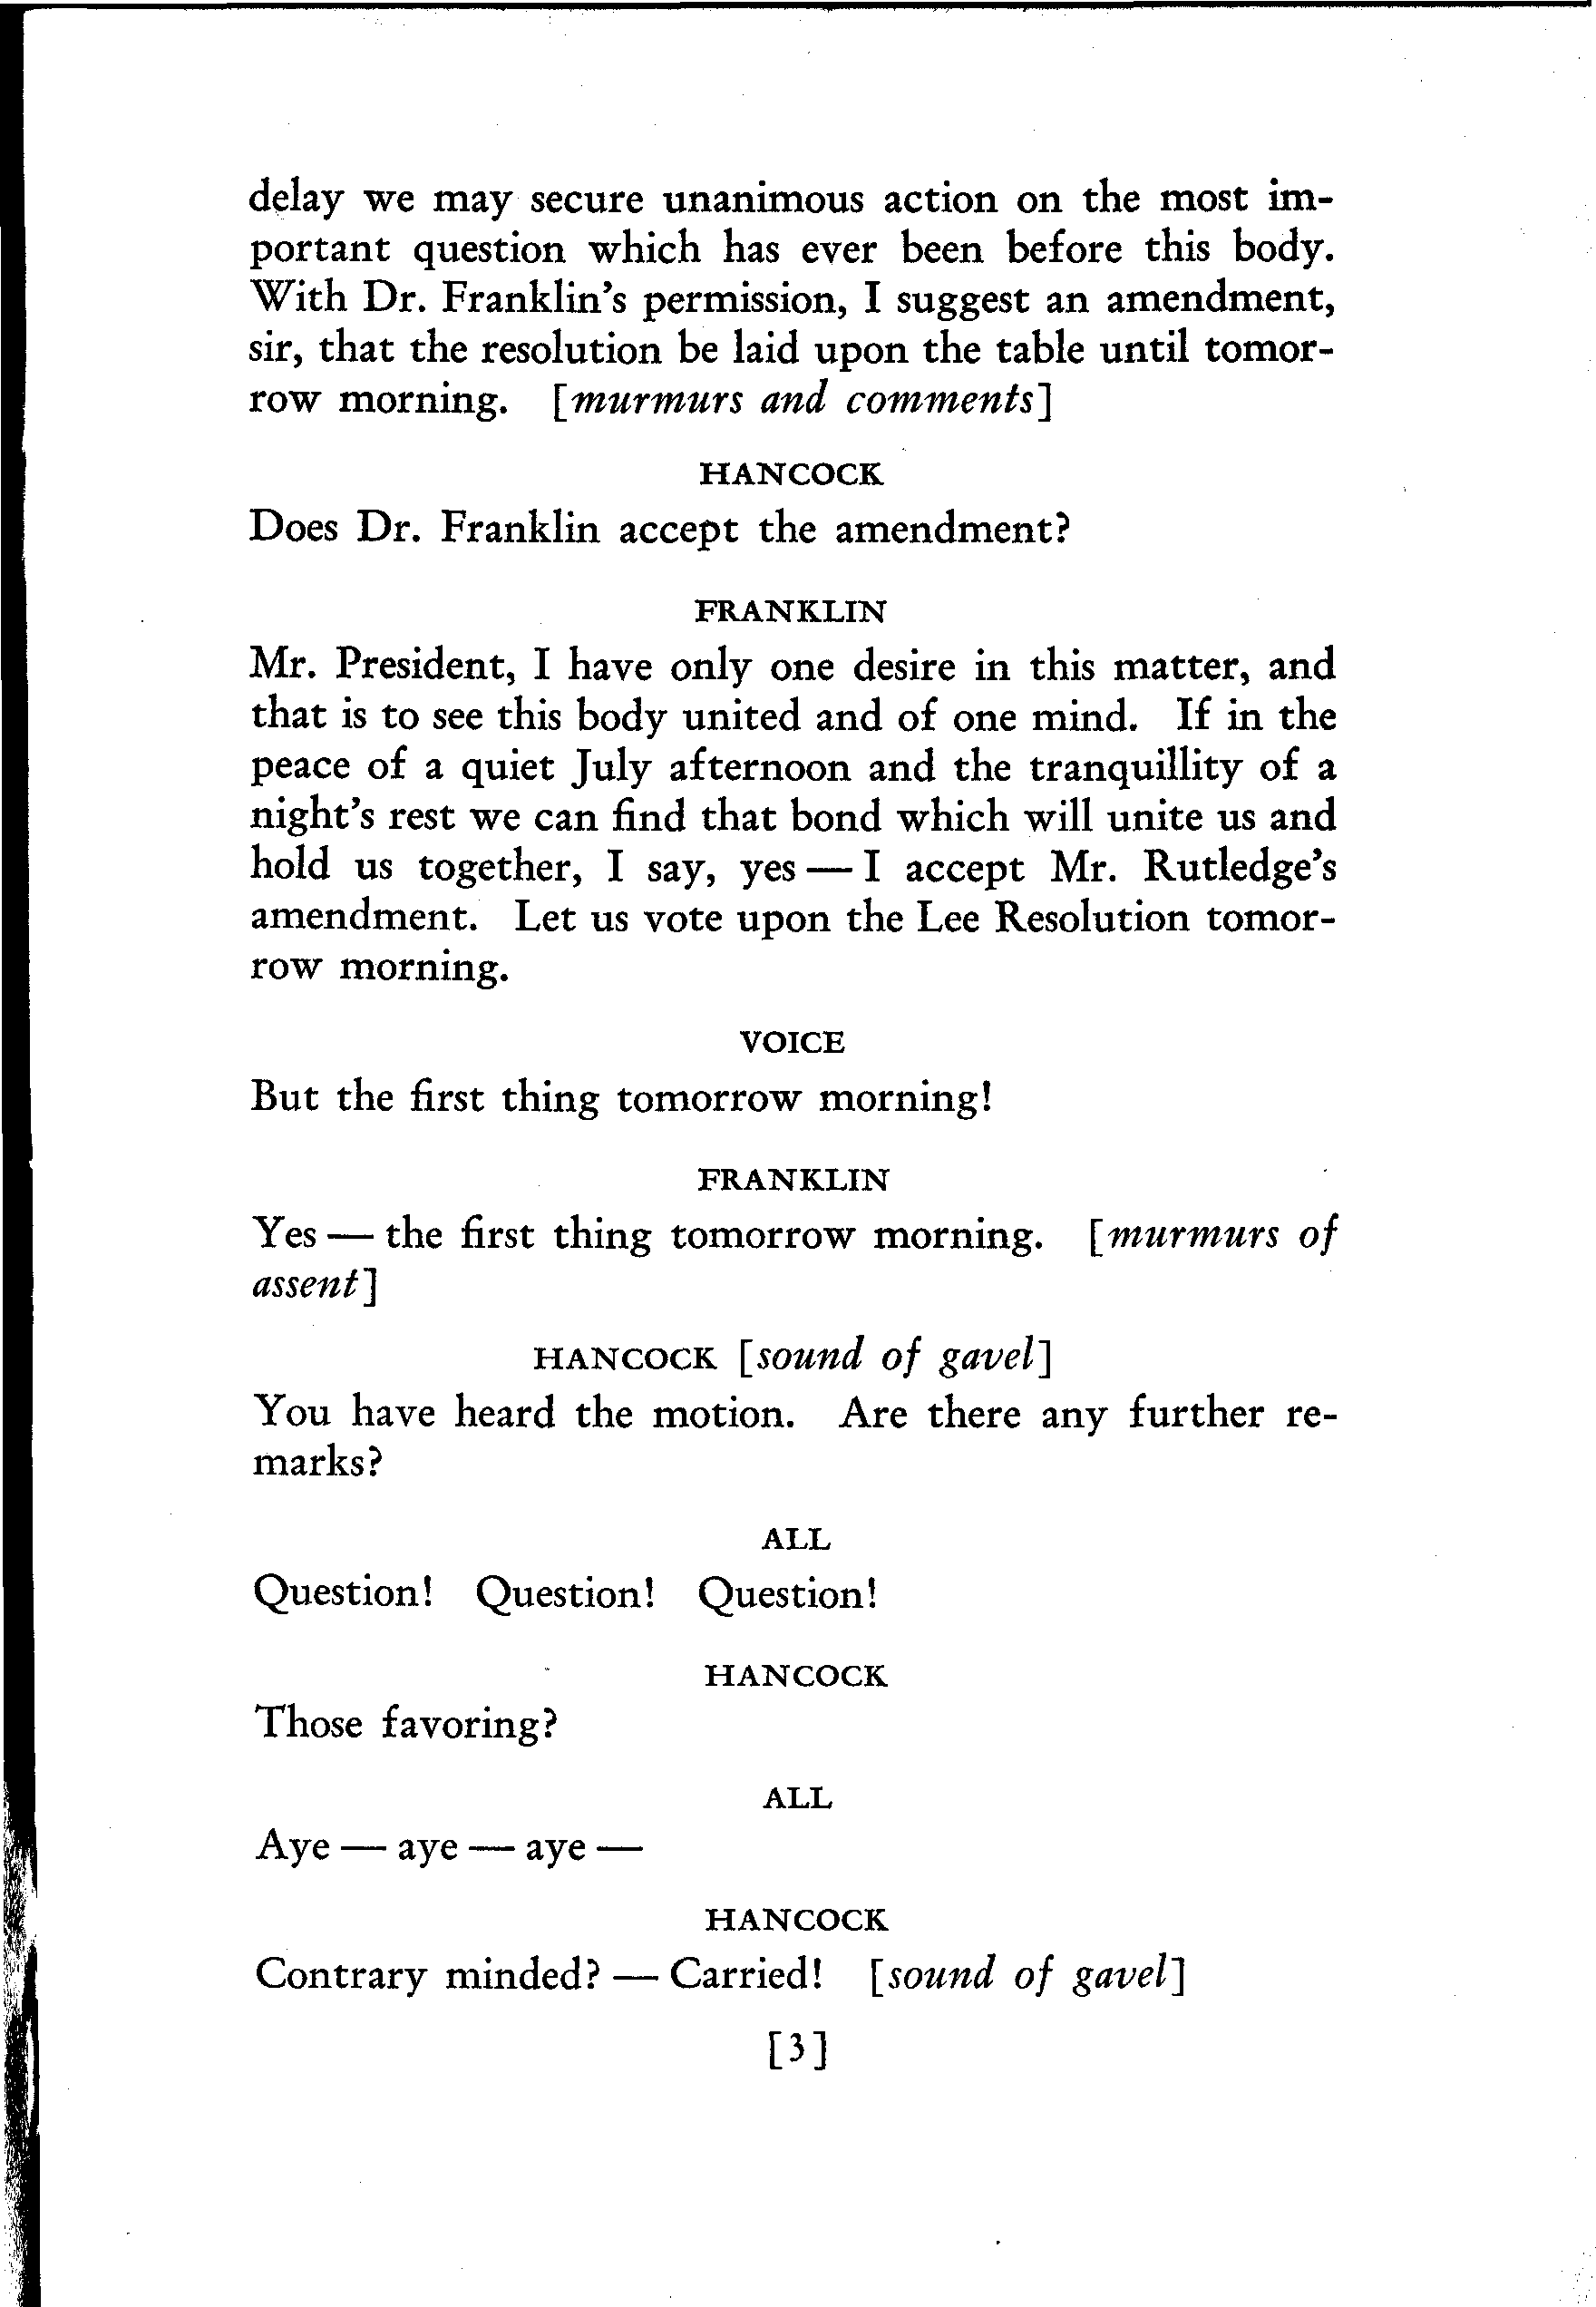 delay we may secure unanimous action on the most im-
portant question which has ever been before this body.
With Dr. Franklin's permission, I suggest an amendment,
sir, that the resolution be laid upon the table until tomor-
row morning. [murmurs and comments]
HANCOCK
Does Dr. Franklin accept the amendment?
FRANKLIN
Mr. President, I have only one desire in this matter, and
that is to see this body united and of one mind. If in the
peace of a quiet July afternoon and the tranquillity of a
night's rest we can find that bond which will unite us and
hold us together, I say, yes — I accept Mr. Rutledge's
amendment. Let us vote upon the Lee Resolution tomor-
row morning.
VOICE
But the first thing tomorrow morning!
FRANKLIN
Yes — the first thing tomorrow morning. [murmurs of
assent]
HANCOCK [sound of gavel]
You have heard the motion. Are there any further re-
marks?
ALL
Question! Question! Question!
HANCOCK
Those favoring?
ALL
Aye — aye — aye —
HANCOCK
Contrary minded? — Carried! [sound of gavel]
[3]